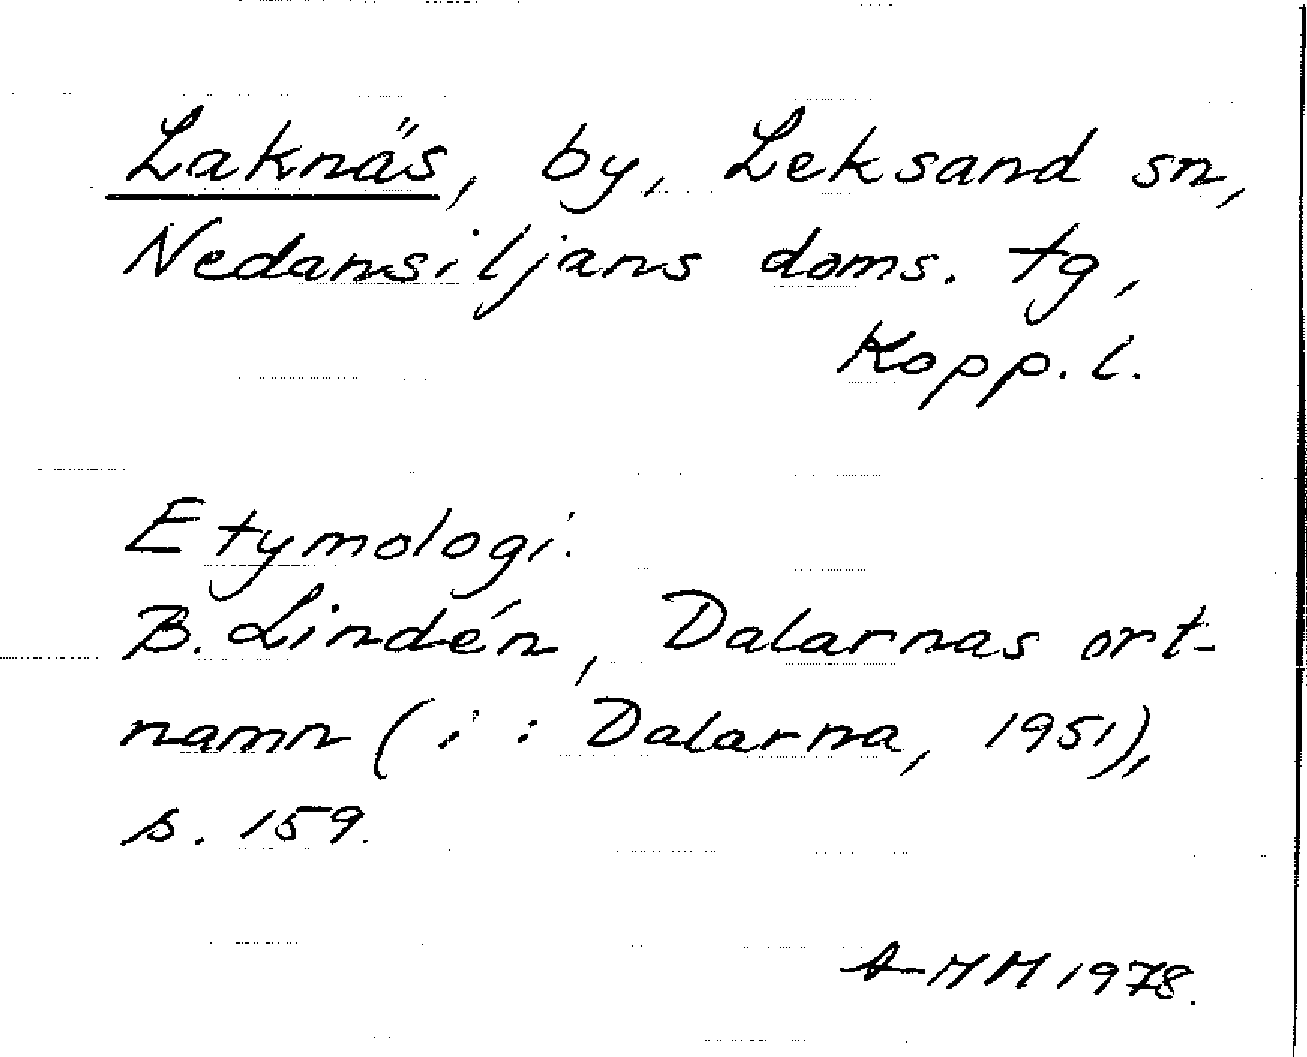 Laknäs, by, Leksand sn,
Nedansiljans doms. tg,
Kopp. l.
Etymologi:
B. Lindén, Dalarnas ort-
namn (i: Dalarna, 1951),
s. 159.
A-MM 1978.